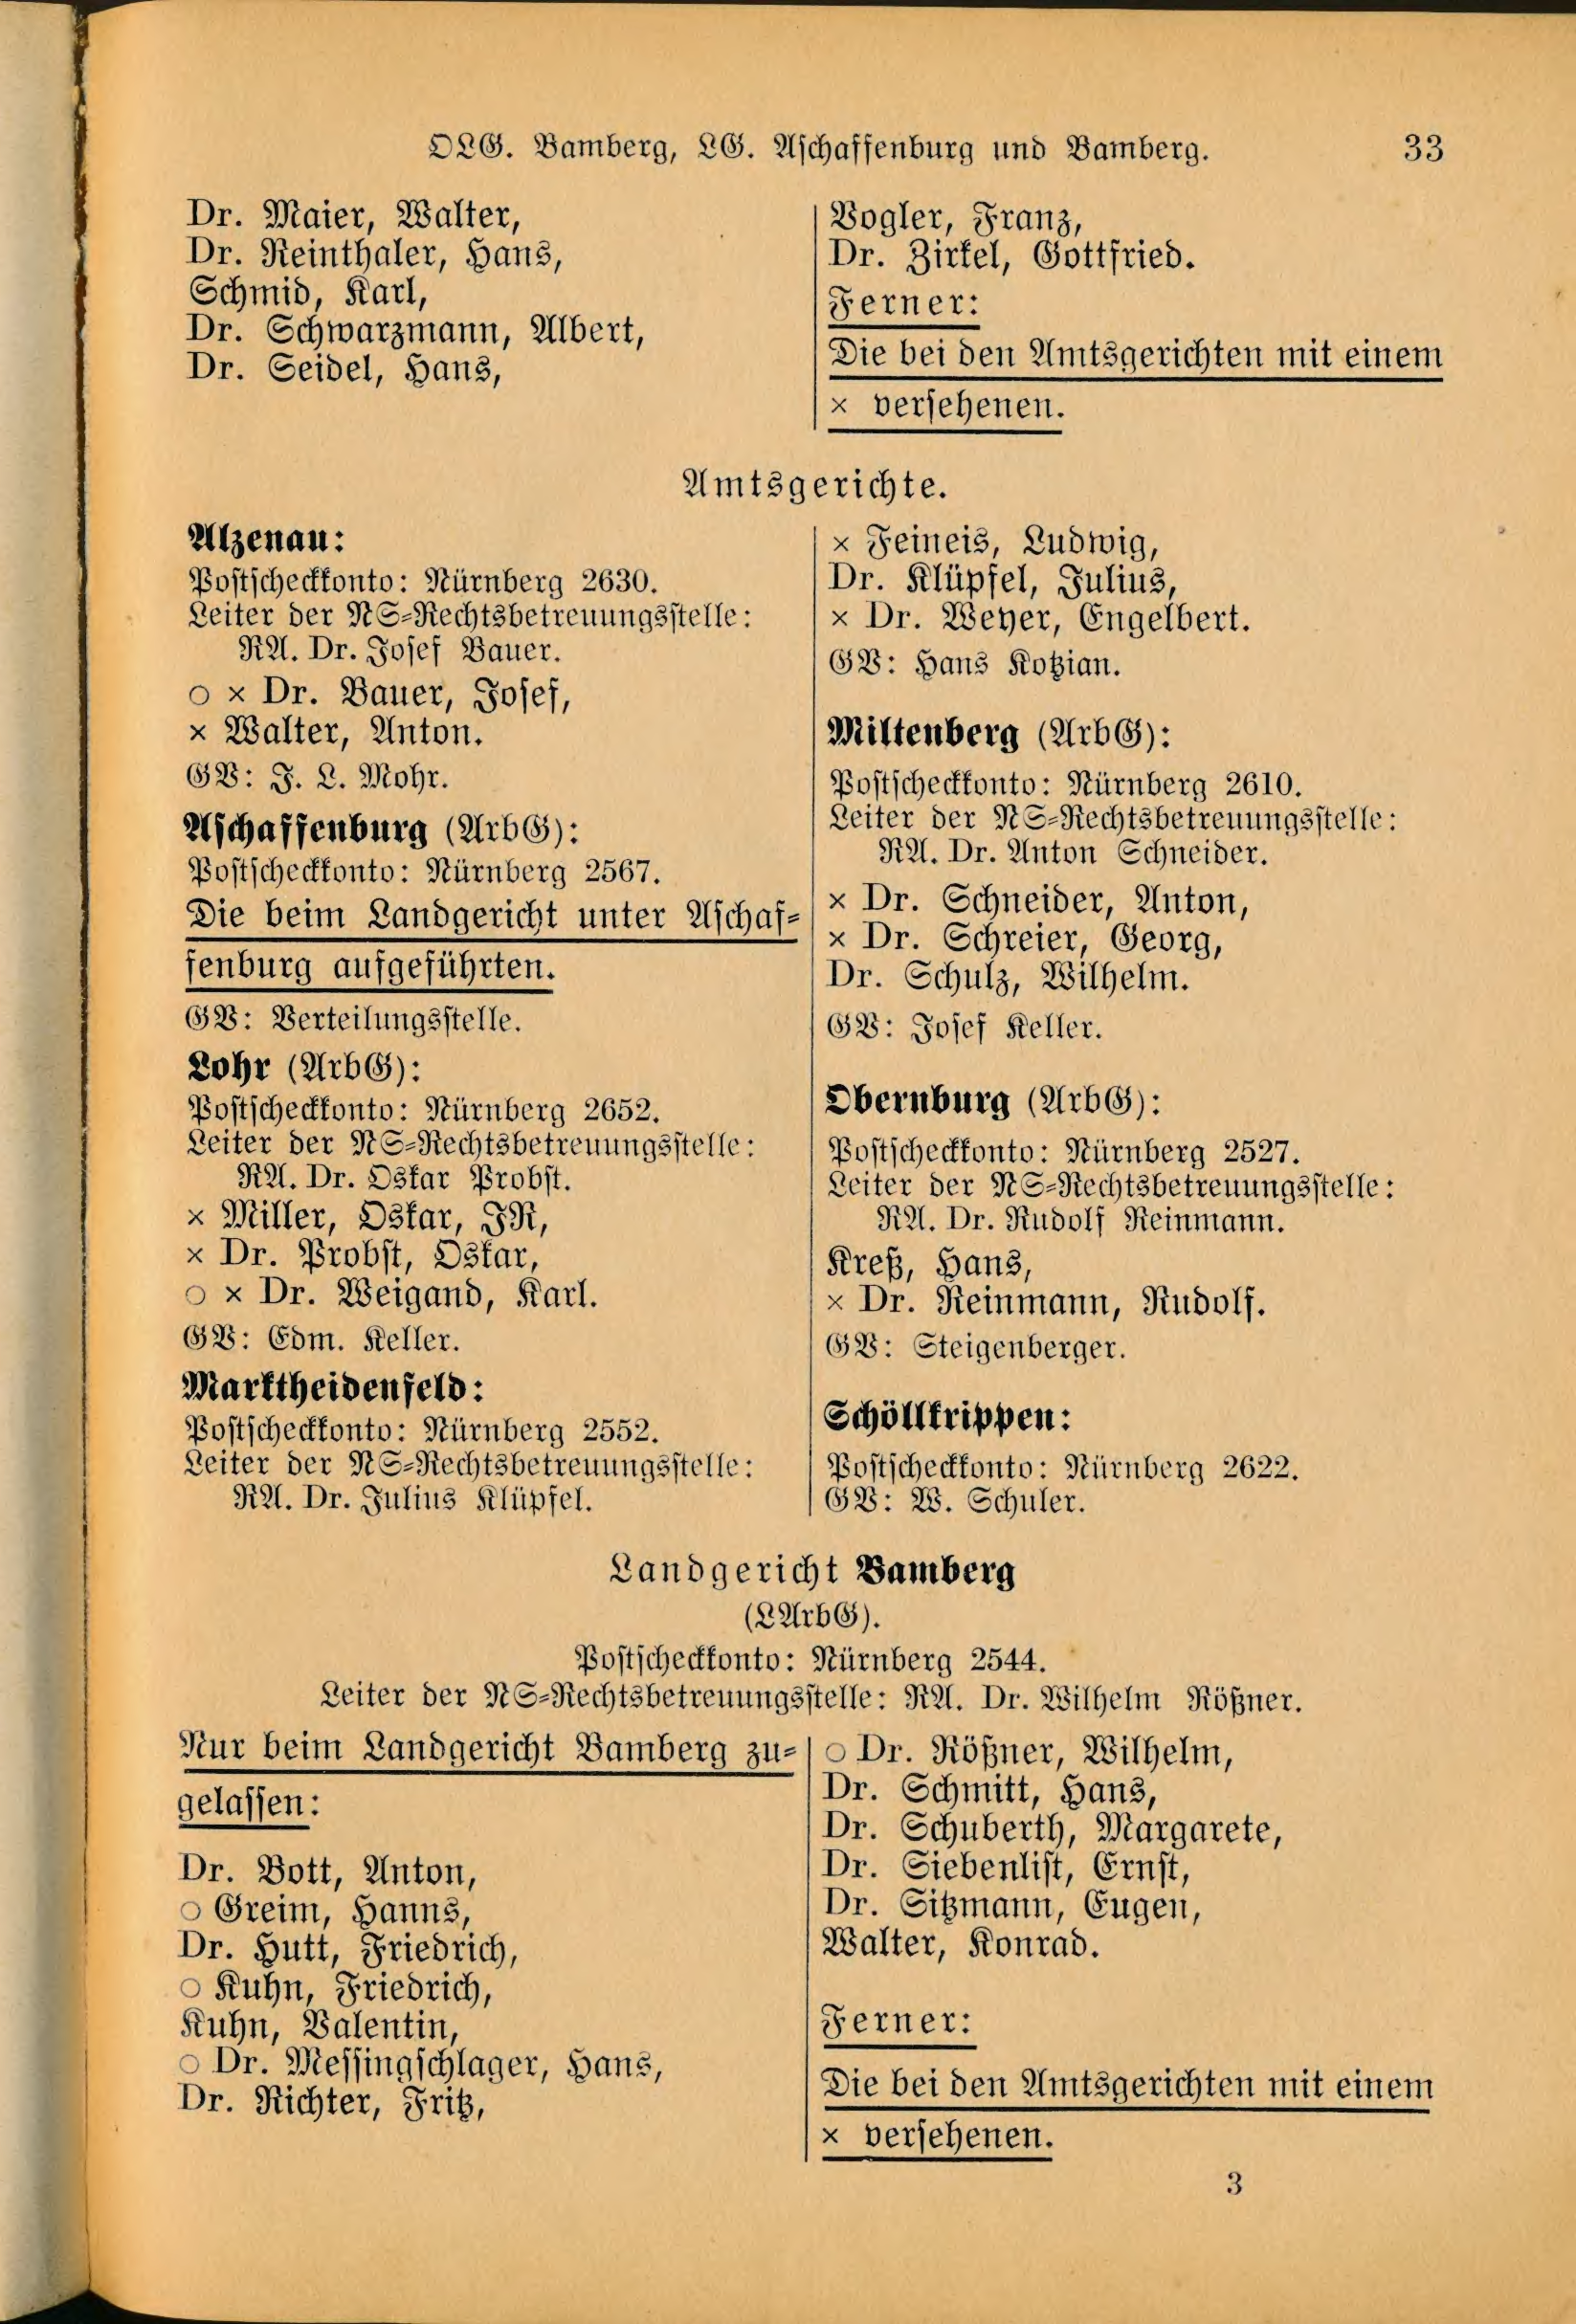 OLG. Bamberg, LG. Aschaffenburg und Bamberg. 33
Dr. Maier, Walter,
Dr. Reinthaler, Hans,
Schmid, Karl,
Dr. Schwarzmann, Albert,
Dr. Seidel, Hans,
Vogler, Franz,
Dr. Zirkel, Gottfried.
Ferner:
Die bei den Amtsgerichten mit einem
× versehenen.
Amtsgerichte.
Alzenau:
Postscheckkonto: Nürnberg 2630.
Leiter der NS-Rechtsbetreuungsstelle:
RA. Dr. Josef Bauer.
○ × Dr. Bauer, Josef,
× Walter, Anton.
GV: J. L. Mohr.
Aschaffenburg (ArbG):
Postscheckkonto: Nürnberg 2567.
Die beim Landgericht unter Aschaf-
fenburg aufgeführten.
GV: Verteilungsstelle.
Lohr (ArbG):
Postscheckkonto: Nürnberg 2652.
Leiter der NS-Rechtsbetreuungsstelle:
RA. Dr. Oskar Probst.
× Miller, Oskar, JR,
× Dr. Probst, Oskar,
○ × Dr. Weigand, Karl.
GV: Edm. Keller.
Marktheidenfeld:
Postscheckkonto: Nürnberg 2552.
Leiter der NS-Rechtsbetreuungsstelle:
RA. Dr. Julius Klüpfel.
× Feineis, Ludwig,
Dr. Klüpfel, Julius,
× Dr. Weyer, Engelbert.
GV: Hans Kotzian.
Miltenberg (ArbG):
Postscheckkonto: Nürnberg 2610.
Leiter der NS-Rechtsbetreuungsstelle:
RA. Dr. Anton Schneider.
× Dr. Schneider, Anton,
× Dr. Schreier, Georg,
Dr. Schulz, Wilhelm.
GV: Josef Keller.
Obernburg (ArbG):
Postscheckkonto: Nürnberg 2527.
Leiter der NS-Rechtsbetreuungsstelle:
RA. Dr. Rudolf Reinmann.
Kreß, Hans,
× Dr. Reinmann, Rudolf.
GV: Steigenberger.
Schöllkrippen:
Postscheckkonto: Nürnberg 2622.
GV: W. Schuler.
Landgericht Bamberg
(LArbG).
Postscheckkonto: Nürnberg 2544.
Leiter der NS-Rechtsbetreuungsstelle: RA. Dr. Wilhelm Rößner.
Nur beim Landgericht Bamberg zu-
gelassen:
Dr. Bott, Anton,
○ Greim, Hanns,
Dr. Hutt, Friedrich,
○ Kuhn, Friedrich,
Kuhn, Valentin,
○ Dr. Messingschlager, Hans,
Dr. Richter, Fritz,
○ Dr. Rößner, Wilhelm,
Dr. Schmitt, Hans,
Dr. Schuberth, Margarete,
Dr. Siebenlist, Ernst,
Dr. Sitzmann, Eugen,
Walter, Konrad.
Ferner:
Die bei den Amtsgerichten mit einem
× versehenen.
3